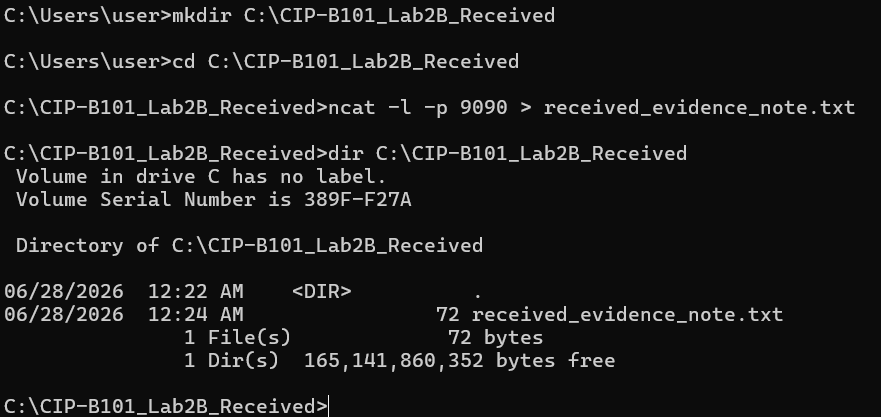 C:\Users\user>mkdir C:\CIP-B101_Lab2B_Received
C:\Users\user>cd C:\CIP-B101_Lab2B_Received
C:\CIP-B101_Lab2B_Received>ncat -l -p 9090 > received_evidence_note.txt
C:\CIP-B101_Lab2B_Received>dir C:\CIP-B101_Lab2B_Received
 Volume in drive C has no label.
 Volume Serial Number is 389F-F27A
 Directory of C:\CIP-B101_Lab2B_Received
06/28/2026  12:22 AM    <DIR>          .
06/28/2026  12:24 AM                72 received_evidence_note.txt
               1 File(s)             72 bytes
               1 Dir(s)  165,141,860,352 bytes free
C:\CIP-B101_Lab2B_Received>